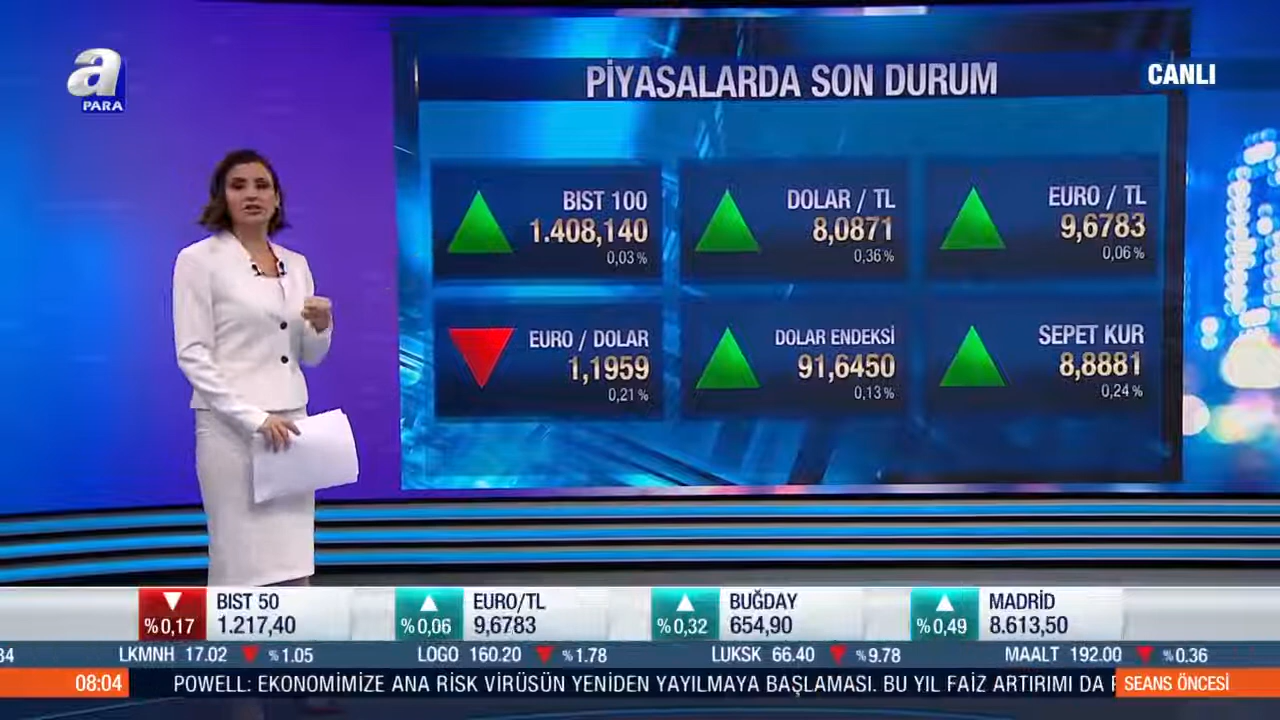 a
PARA
PİYASALARDA SON DURUM
CANLI
BIST 100
1.408,140
0,03 %
DOLAR / TL
8,0871
0,36 %
EURO / TL
9,6783
0,06 %
EURO / DOLAR
1,1959
0,21 %
DOLAR ENDEKSİ
91,6450
0,13 %
SEPET KUR
8,8881
0,24 %
%0,17 BIST 50
1.217,40
%0,06 EURO/TL
9,6783
%0,32 BUĞDAY
654,90
%0,49 MADRİD
8.613,50
34 LKMNH 17.02 %1.05 LOGO 160.20 %1.78 LUKSK 66.40 %9.78 MAALT 192.00 %0.36
08:04 POWELL: EKONOMİMİZE ANA RİSK VİRÜSÜN YENİDEN YAYILMAYA BAŞLAMASI. BU YIL FAİZ ARTIRIMI DA SEANS ÖNCESİ